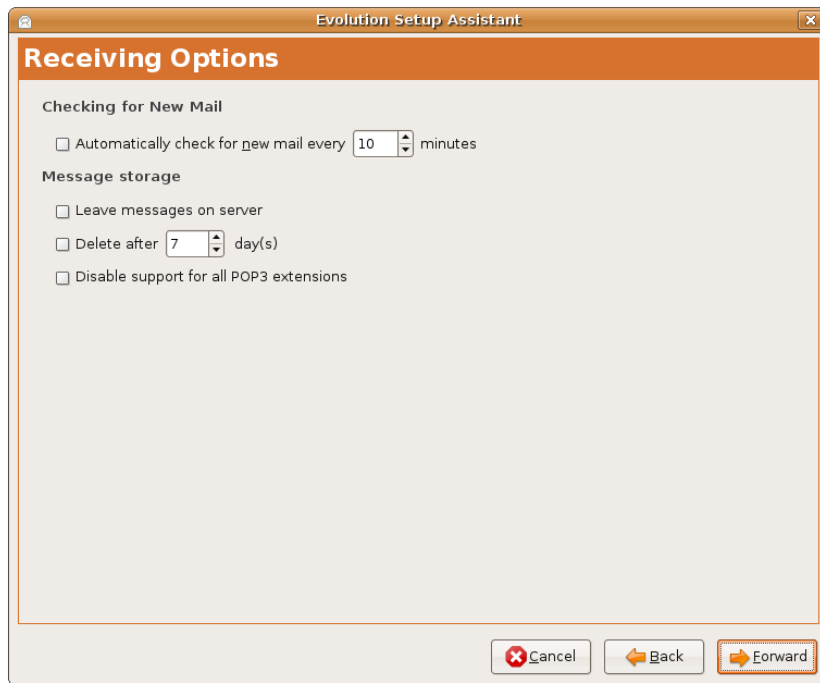 Evolution Setup Assistant
Receiving Options
Checking for New Mail
Automatically check for new mail every 10 minutes
Message storage
Leave messages on server
Delete after 7 day(s)
Disable support for all POP3 extensions
Cancel Back Forward